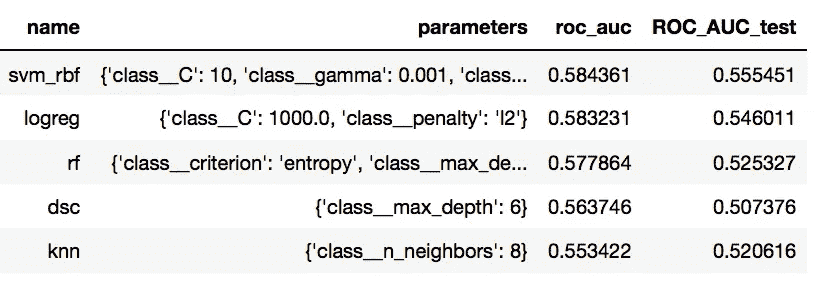 name parameters roc_auc ROC_AUC_test
svm_rbf {'class__C': 10, 'class__gamma': 0.001, 'class... 0.584361 0.555451
logreg {'class__C': 1000.0, 'class__penalty': 'l2'} 0.583231 0.546011
rf {'class__criterion': 'entropy', 'class__max_de... 0.577864 0.525327
dsc {'class__max_depth': 6} 0.563746 0.507376
knn {'class__n_neighbors': 8} 0.553422 0.520616